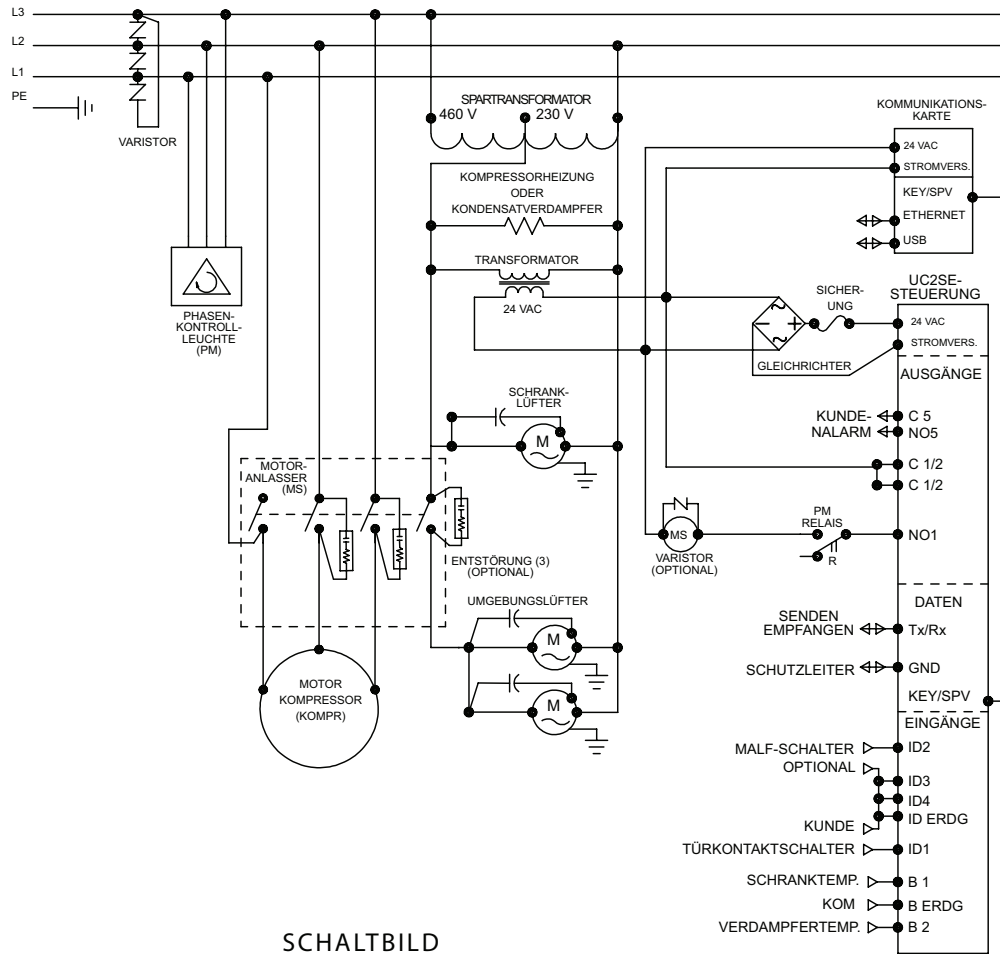 L3
L2
L1
PE
VARISTOR
SPARTRANSFORMATOR
460 V
230 V
KOMPRESSORHEIZUNG
ODER
KONDENSATVERDAMPFER
TRANSFORMATOR
24 VAC
PHASEN-
KONTROLL-
LEUCHTE
(PM)
KOMMUNIKATIONS-
KARTE
24 VAC
STROMVERS.
KEY/SPV
ETHERNET
USB
SICHER-
UNG
GLEICHRICHTER
UC2SE-
STEUERUNG
24 VAC
STROMVERS.
AUSGÄNGE
SCHRANK-
LÜFTER
M
KUNDE-
NALARM
C 5
NO5
C 1/2
C 1/2
MOTOR-
ANLASSER
(MS)
ENTSTÖRUNG (3)
(OPTIONAL)
MS
VARISTOR
(OPTIONAL)
PM
RELAIS
R
NO1
UMGEBUNGSLÜFTER
M
M
MOTOR
KOMPRESSOR
(KOMPR)
DATEN
SENDEN
EMPFANGEN
Tx/Rx
SCHUTZLEITER
GND
KEY/SPV
EINGÄNGE
MALF-SCHALTER
ID2
OPTIONAL
ID3
ID4
ID ERDG
KUNDE
TÜRKONTAKTSCHALTER
ID1
SCHRANKTEMP.
B 1
KOM
B ERDG
VERDAMPFERTEMP.
B 2
SCHALTBILD